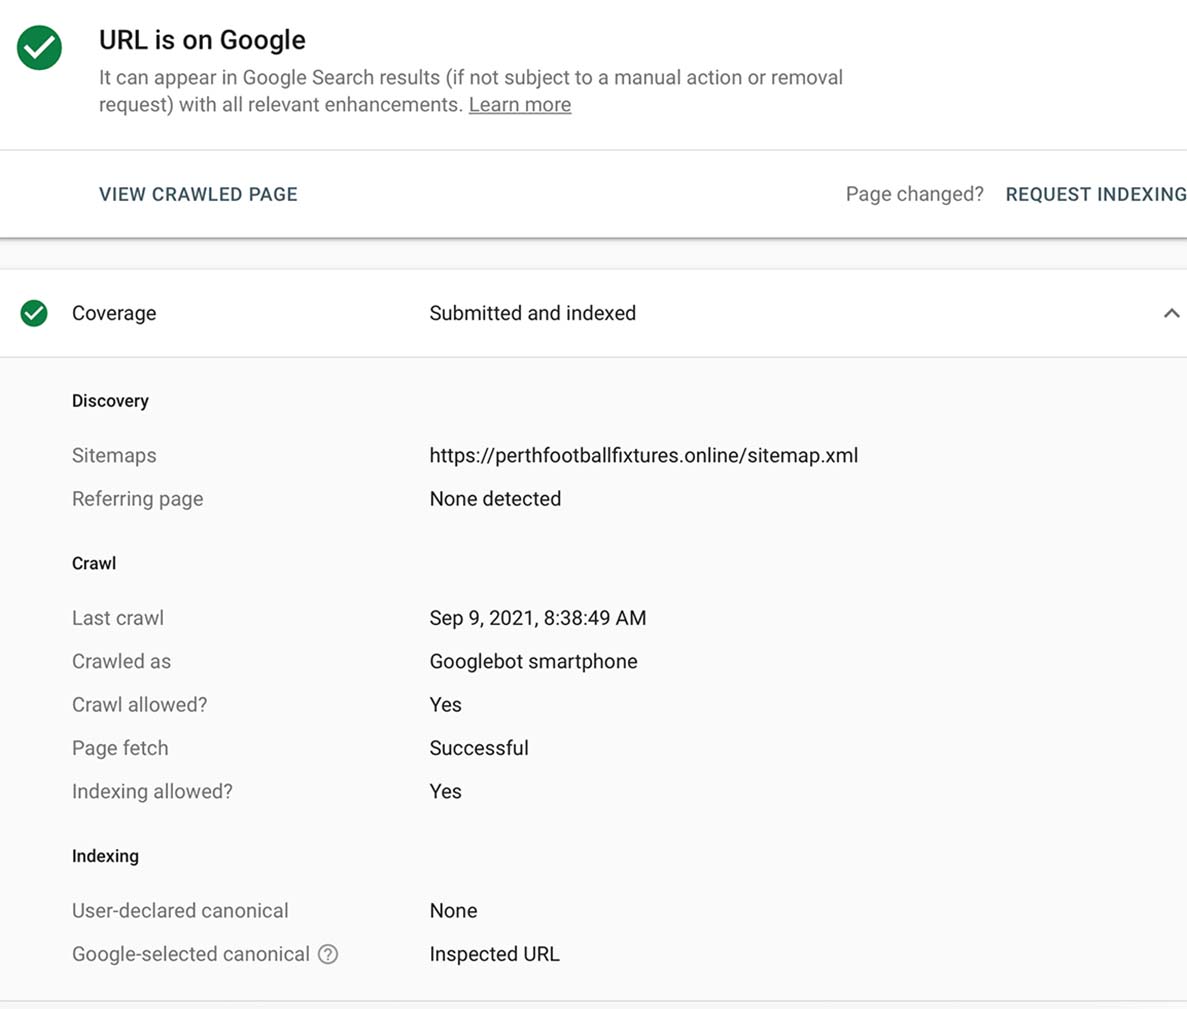 URL is on Google
It can appear in Google Search results (if not subject to a manual action or removal
request) with all relevant enhancements. Learn more
VIEW CRAWLED PAGE Page changed? REQUEST INDEXING
Coverage Submitted and indexed
Discovery
Sitemaps https://perthfootballfixtures.online/sitemap.xml
Referring page None detected
Crawl
Last crawl Sep 9, 2021, 8:38:49 AM
Crawled as Googlebot smartphone
Crawl allowed? Yes
Page fetch Successful
Indexing allowed? Yes
Indexing
User-declared canonical None
Google-selected canonical ? Inspected URL